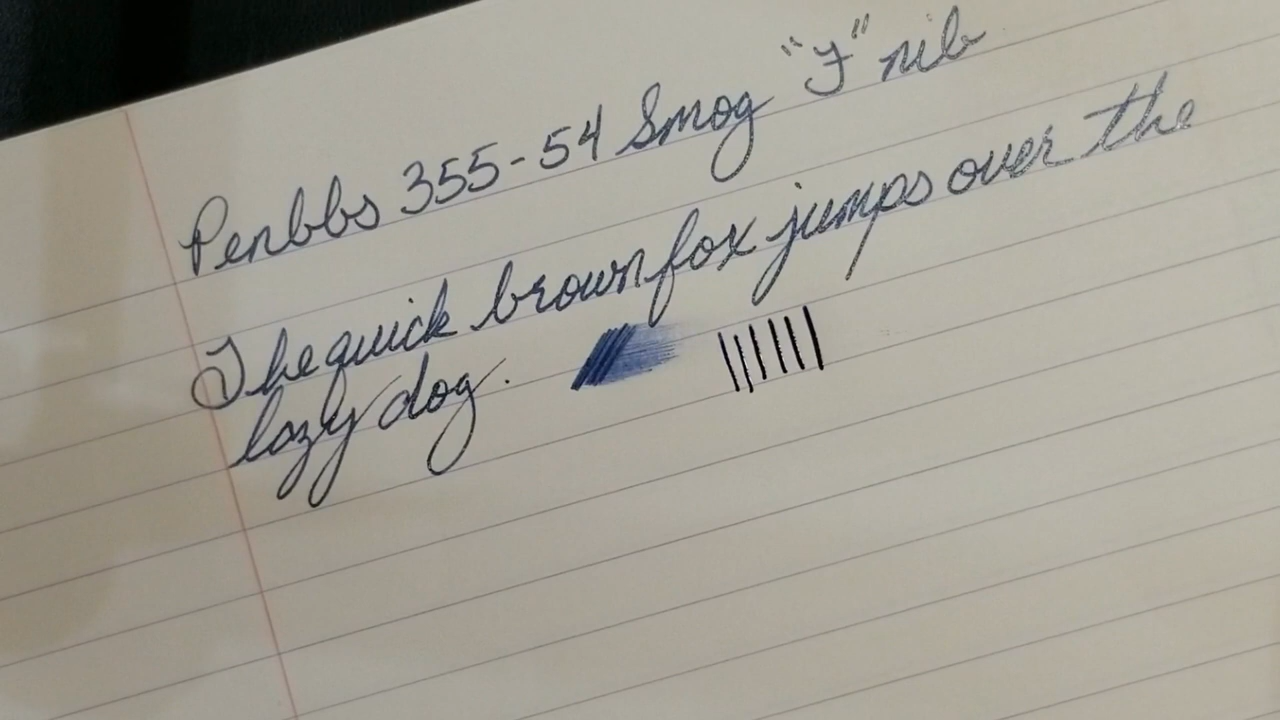 Penbbs 355-54 Smog "F" nib
The quick brown fox jumps over the
lazy dog.